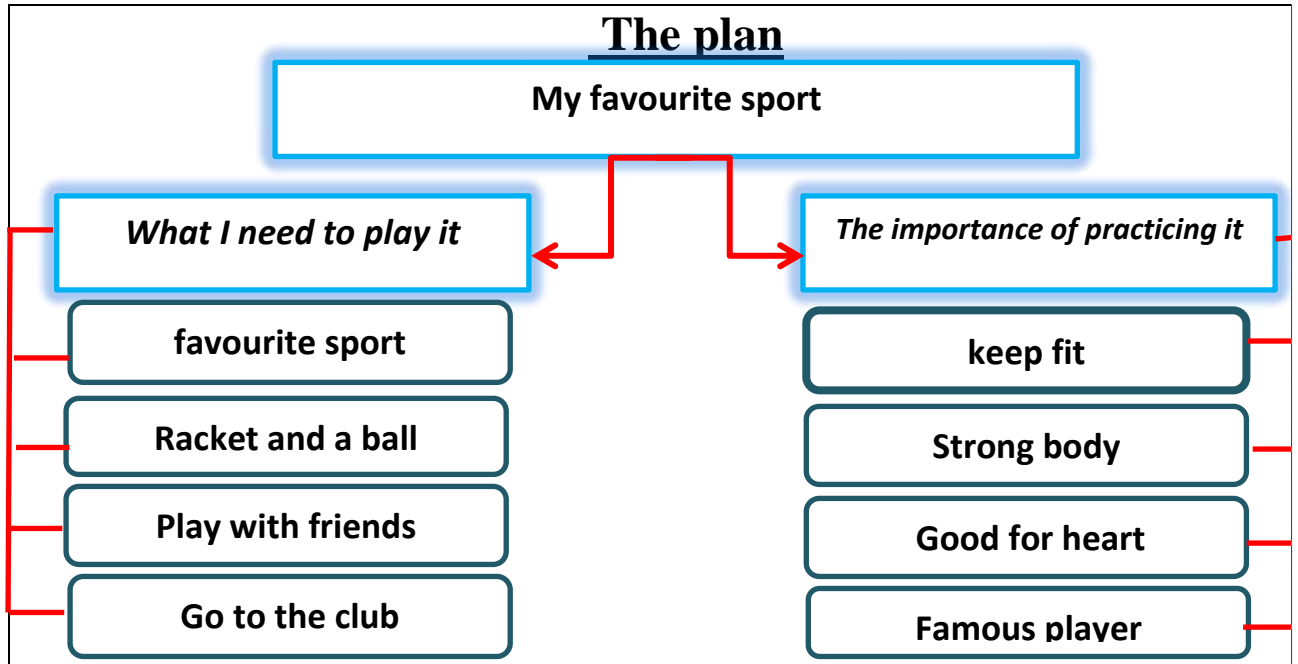 The plan
My favourite sport
What I need to play it
favourite sport
Racket and a ball
Play with friends
Go to the club
The importance of practicing it
keep fit
Strong body
Good for heart
Famous player